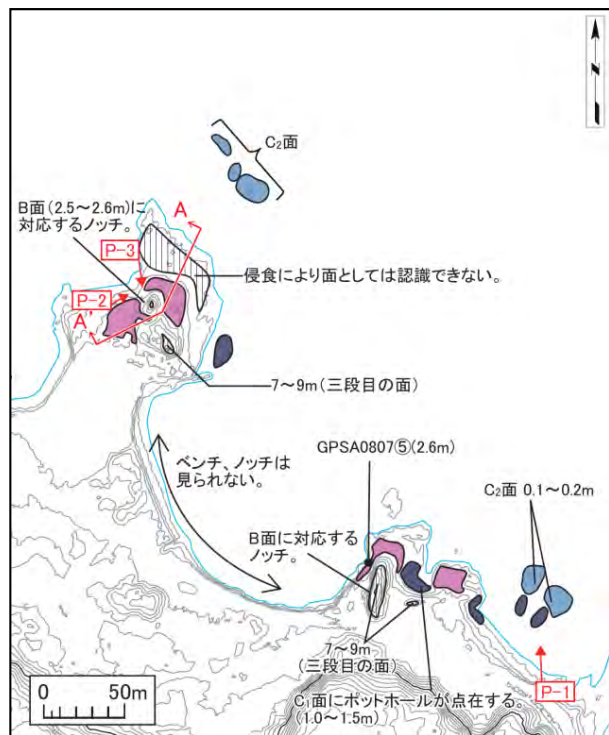 N
C₂面
B面(2.5～2.6m)に
対応するノッチ。
A
P-3
侵食により面としては認識できない。
P-2
A'
7～9m(三段目の面)
GPSA0807⑤(2.6m)
ベンチ、ノッチは
見られない。
C₂面 0.1～0.2m
B面に対応する
ノッチ。
7～9m
(三段目の面)
P-1
C₁面にポットホールが点在する。
(1.0～1.5m)
0 50m